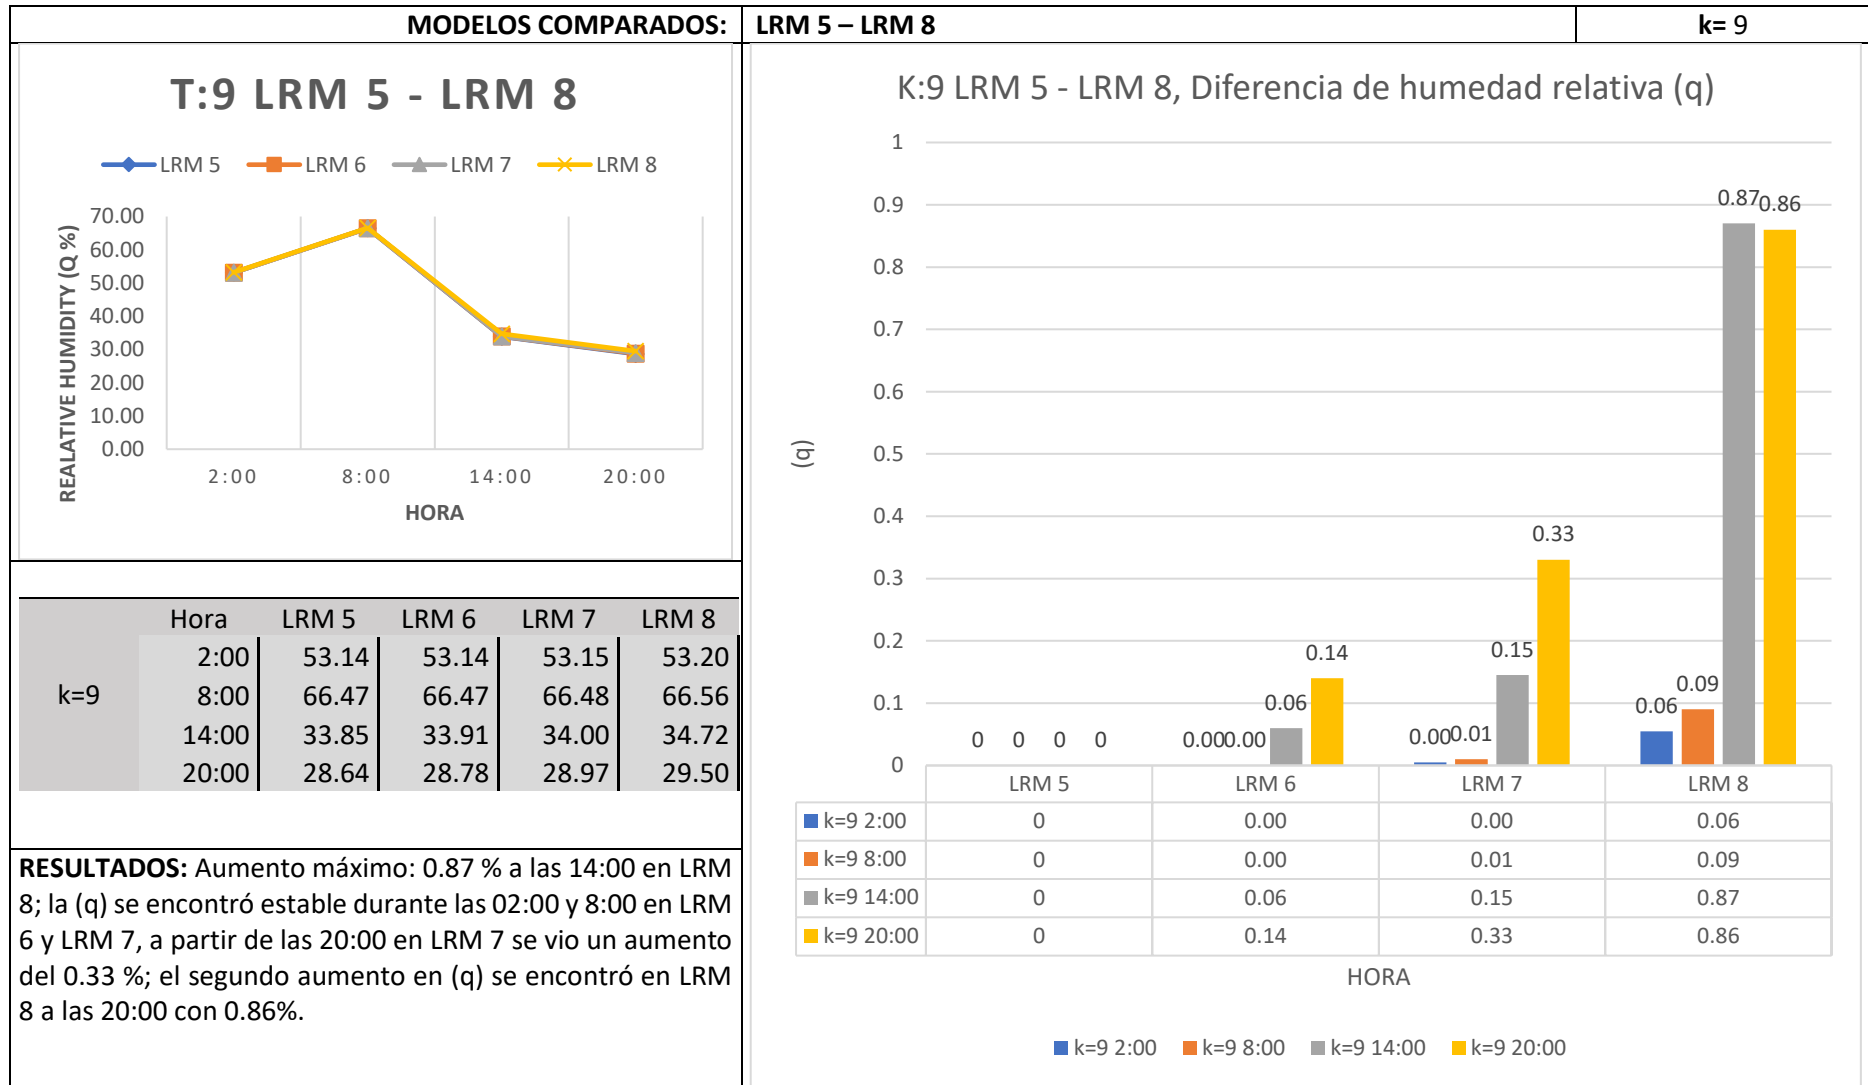 MODELOS COMPARADOS: LRM 5 – LRM 8 k= 9
T:9 LRM 5 - LRM 8
LRM 5 LRM 6 LRM 7 LRM 8
REALATIVE HUMIDITY (Q %)
70.00
60.00
50.00
40.00
30.00
20.00
10.00
0.00
2:00 8:00 14:00 20:00
HORA
Hora LRM 5 LRM 6 LRM 7 LRM 8
2:00 53.14 53.14 53.15 53.20
k=9 8:00 66.47 66.47 66.48 66.56
14:00 33.85 33.91 34.00 34.72
20:00 28.64 28.78 28.97 29.50
RESULTADOS: Aumento máximo: 0.87 % a las 14:00 en LRM
8; la (q) se encontró estable durante las 02:00 y 8:00 en LRM
6 y LRM 7, a partir de las 20:00 en LRM 7 se vio un aumento
del 0.33 %; el segundo aumento en (q) se encontró en LRM
8 a las 20:00 con 0.86%.
K:9 LRM 5 - LRM 8, Diferencia de humedad relativa (q)
(q)
1
0.9
0.8
0.7
0.6
0.5
0.4
0.3
0.2
0.1
0
0 0 0 0
0.00 0.00 0.06 0.14
0.00 0.01 0.15 0.33
0.06 0.09 0.87 0.86
LRM 5 LRM 6 LRM 7 LRM 8
k=9 2:00 0 0.00 0.00 0.06
k=9 8:00 0 0.00 0.01 0.09
k=9 14:00 0 0.06 0.15 0.87
k=9 20:00 0 0.14 0.33 0.86
HORA
k=9 2:00 k=9 8:00 k=9 14:00 k=9 20:00